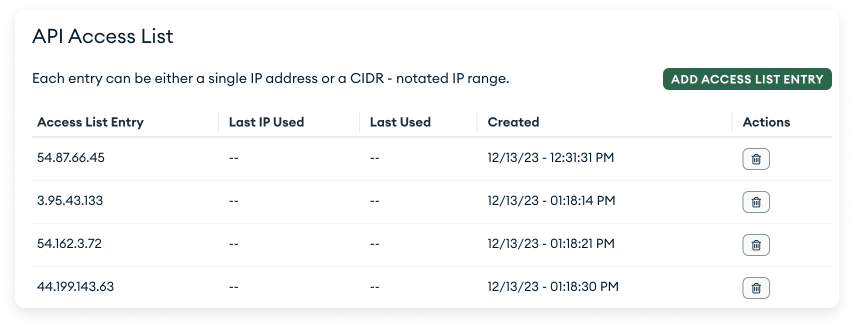 API Access List
Each entry can be either a single IP address or a CIDR - notated IP range.
ADD ACCESS LIST ENTRY
Access List Entry Last IP Used Last Used Created Actions
54.87.66.45 -- -- 12/13/23 - 12:31:31 PM
3.95.43.133 -- -- 12/13/23 - 01:18:14 PM
54.162.3.72 -- -- 12/13/23 - 01:18:21 PM
44.199.143.63 -- -- 12/13/23 - 01:18:30 PM